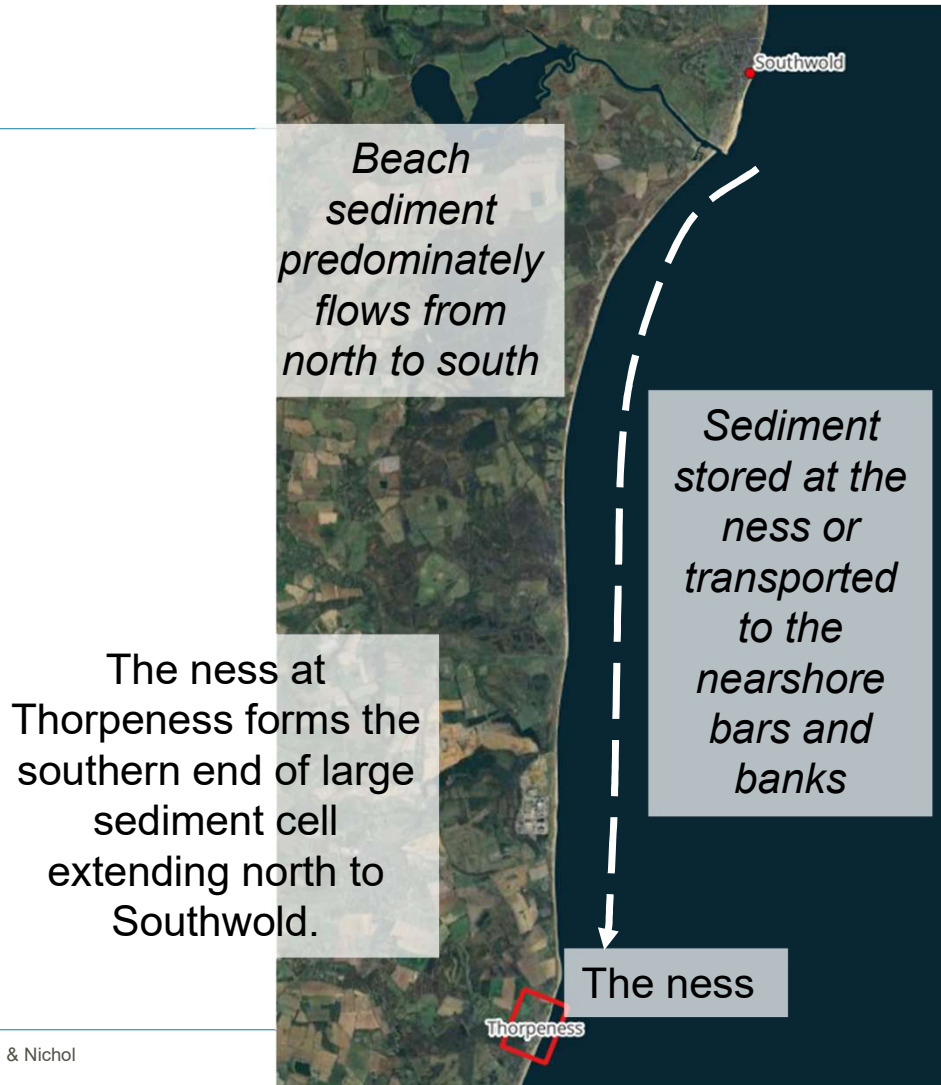 Southwold
Beach
sediment
predominately
flows from
north to south
Sediment
stored at the
ness or
transported
to the
nearshore
bars and
banks
The ness at
Thorpeness forms the
southern end of large
sediment cell
extending north to
Southwold.
The ness
Thorpeness
& Nichol